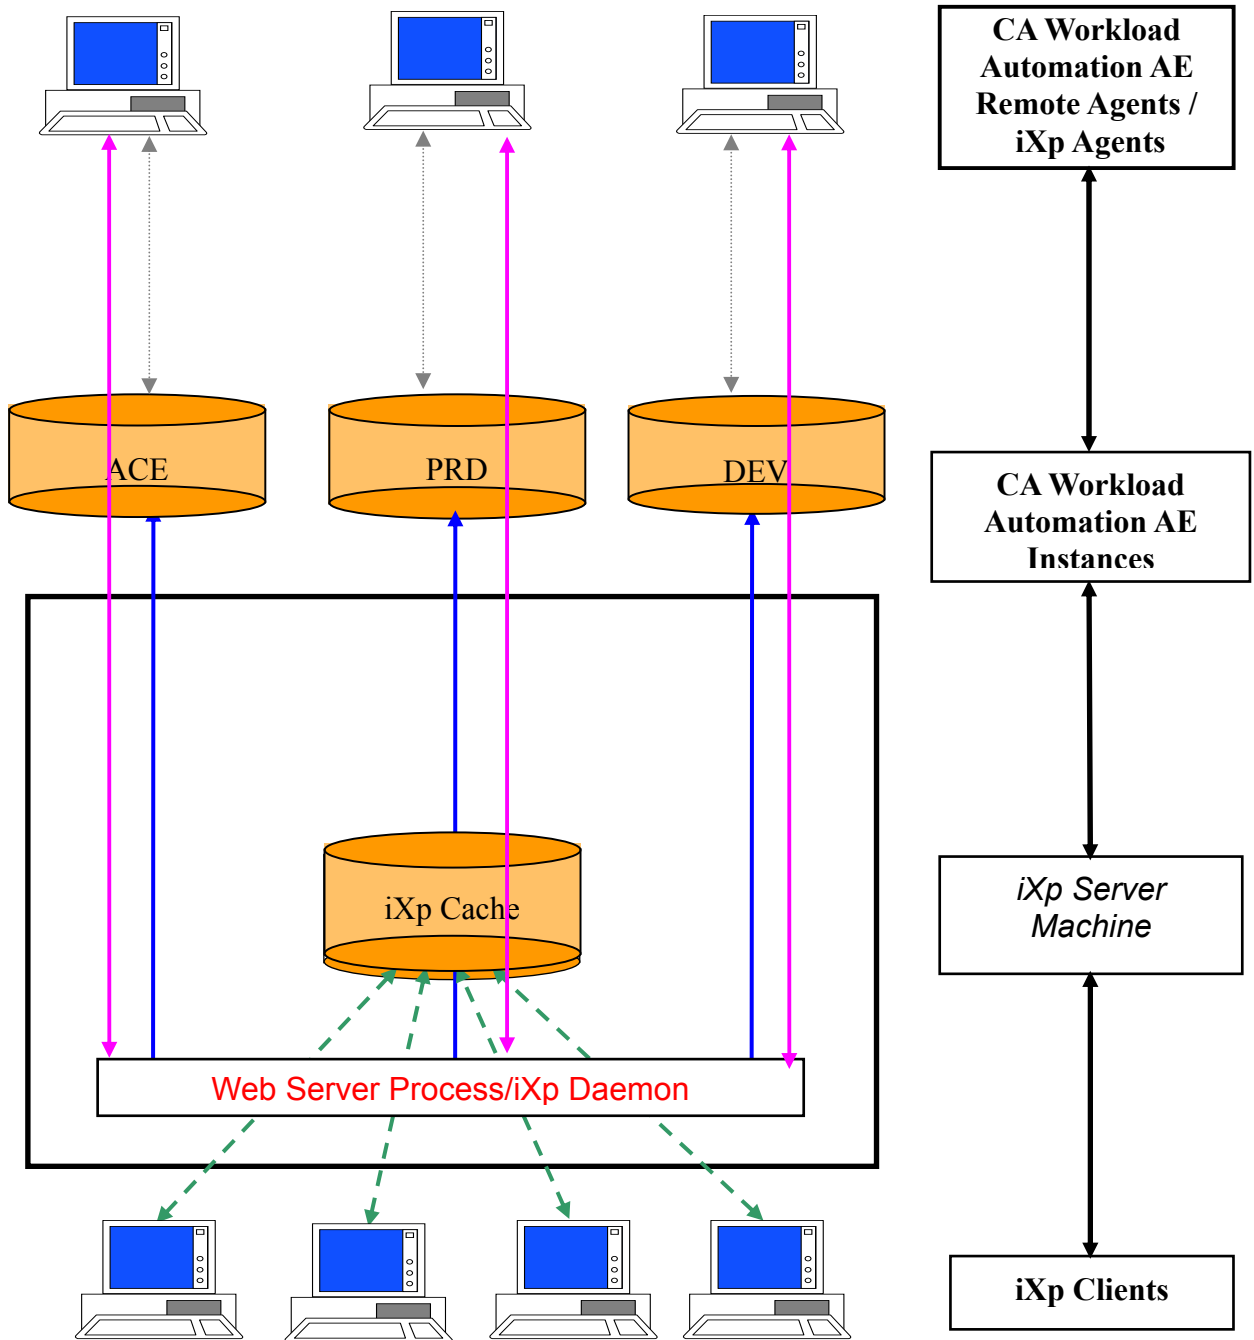 CA Workload
Automation AE
Remote Agents /
iXp Agents
ACE
PRD
DEV
CA Workload
Automation AE
Instances
iXp Cache
iXp Server
Machine
Web Server Process/iXp Daemon
iXp Clients